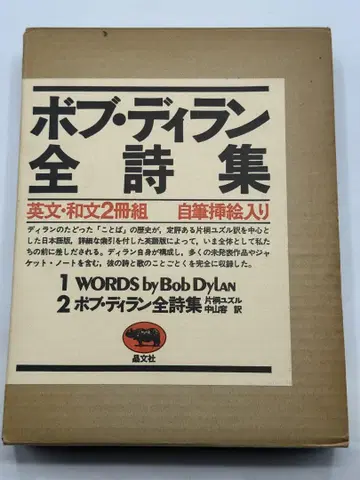 ボブ・ディラン
全詩集
英文・和文2冊組 自筆挿絵入り
ディランのたどった「ことば」の歴史が，定評ある片桐ユズル訳を中心と
した日本語版，詳細な索引を付した英語版によって，いま全体として私た
ちの前に差しだされる。ディラン自身が構成し，多くの未発表作品やジャ
ケット・ノートを含む，彼の詩と歌のことごとくを完全に収録した。
1 WORDS by BOB DYLAN
2 ボブ・ディラン全詩集 片桐ユズル
中山容 訳
晶文社